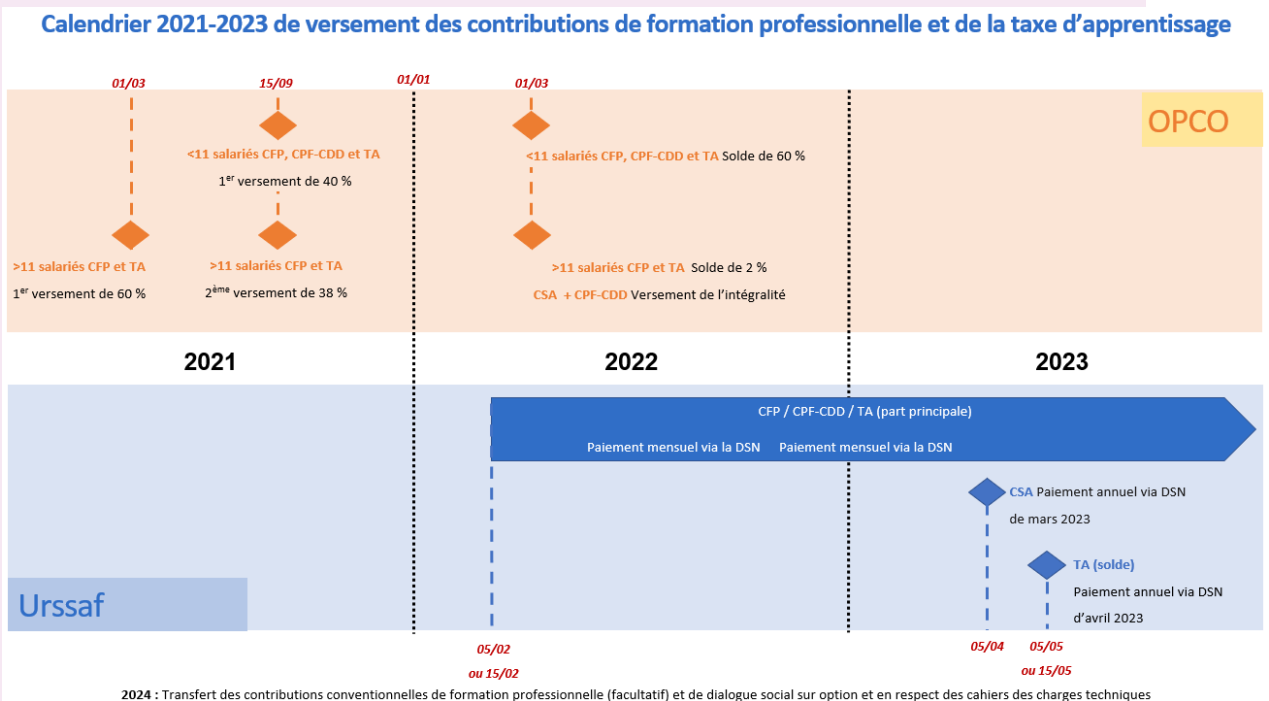 Calendrier 2021-2023 de versement des contributions de formation professionnelle et de la taxe d’apprentissage
01/03
15/09
01/01
01/03
OPCO
<11 salariés CFP, CPF-CDD et TA
1er versement de 40 %
<11 salariés CFP, CPF-CDD et TA Solde de 60 %
>11 salariés CFP et TA
1er versement de 60 %
>11 salariés CFP et TA
2ème versement de 38 %
>11 salariés CFP et TA Solde de 2 %
CSA + CPF-CDD Versement de l’intégralité
2021
2022
2023
CFP / CPF-CDD / TA (part principale)
Paiement mensuel via la DSN Paiement mensuel via la DSN
CSA Paiement annuel via DSN
de mars 2023
TA (solde)
Paiement annuel via DSN
d’avril 2023
Urssaf
05/02
ou 15/02
05/04
05/05
ou 15/05
2024 : Transfert des contributions conventionnelles de formation professionnelle (facultatif) et de dialogue social sur option et en respect des cahiers des charges techniques